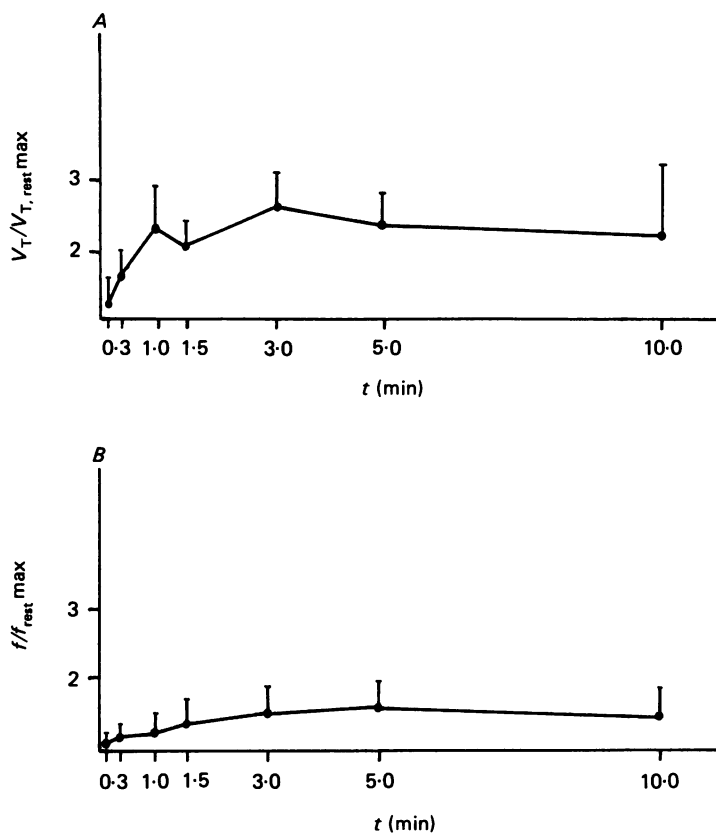 A
V_T/V_T, rest max
3
2
0·3 1·0 1·5 3·0 5·0 10·0
t (min)
B
f/f_rest max
3
2
0·3 1·0 1·5 3·0 5·0 10·0
t (min)